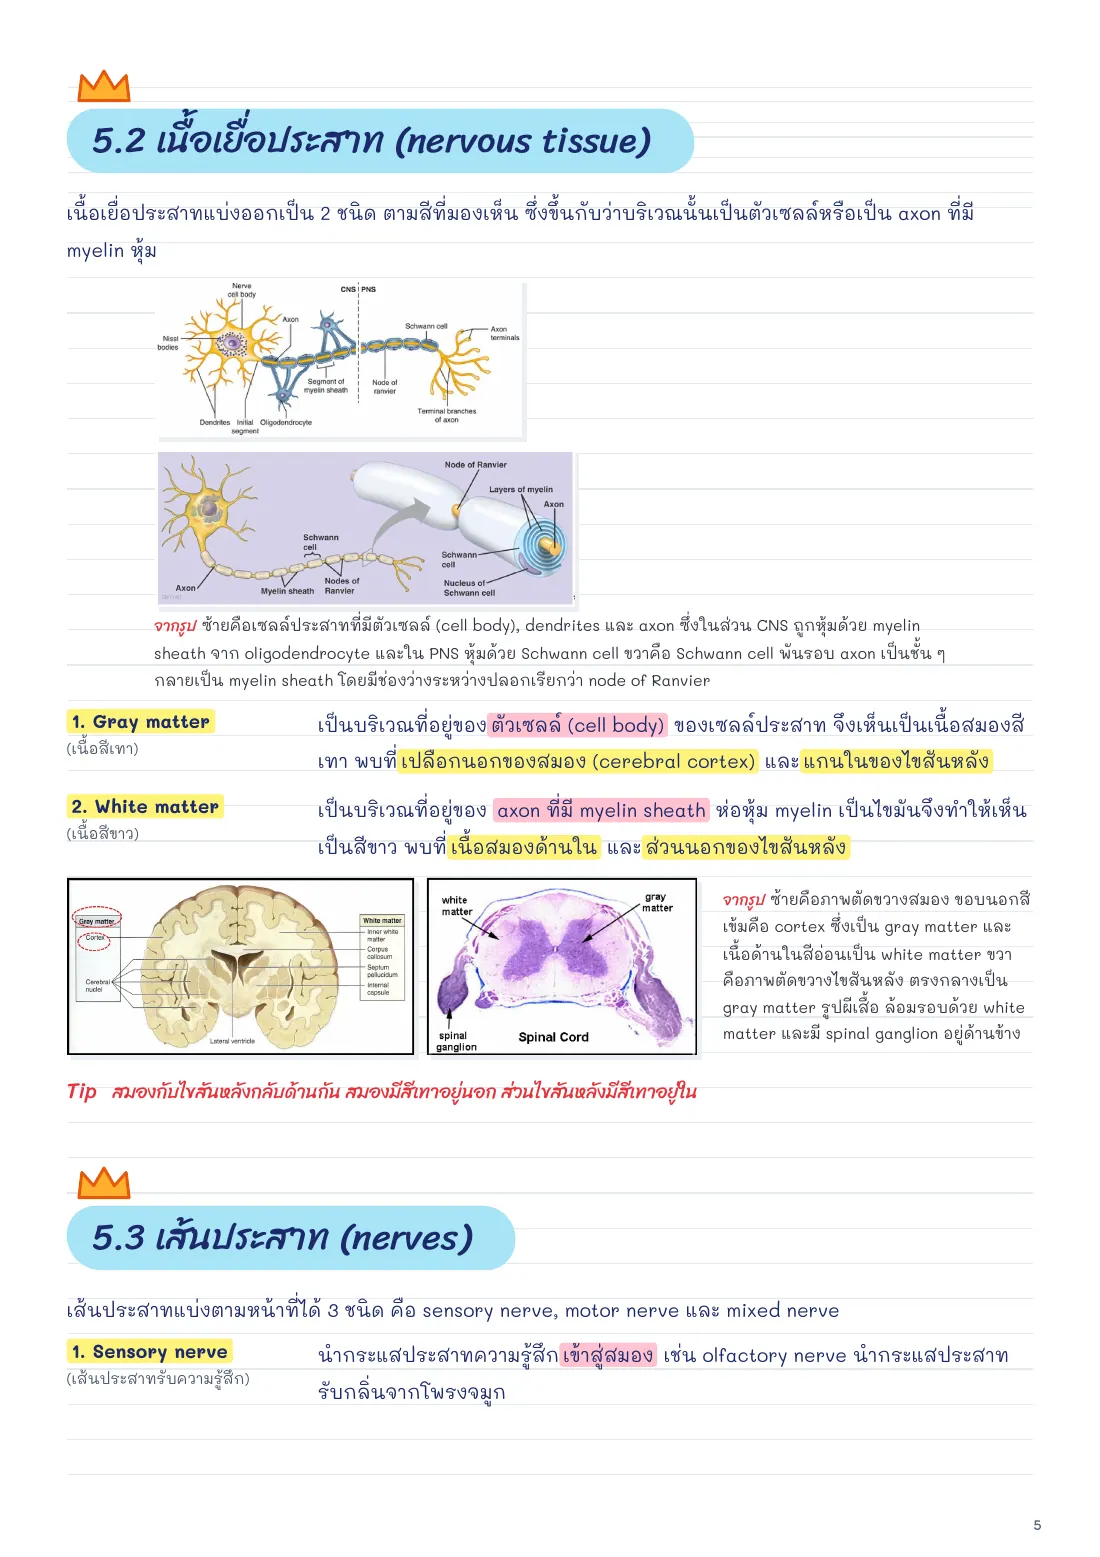 5.2 เนื้อเยื่อประสาท (nervous tissue)
เนื้อเยื่อประสาทแบ่งออกเป็น 2 ชนิด ตามสีที่มองเห็น ซึ่งขึ้นกับว่าบริเวณนั้นเป็นตัวเซลล์หรือเป็น axon ที่มี
myelin หุ้ม
Nerve
cell body
CNS PNS
Axon
Schwann cell
Axon
terminals
Nissl
bodies
Segment of
myelin sheath
Node of
ranvier
Terminal branches
of axon
Dendrites
Initial
segment
Oligodendrocyte
Node of Ranvier
Layers of myelin
Axon
Schwann
cell
Schwann
cell
Axon
Myelin sheath
Nodes of
Ranvier
Nucleus of
Schwann cell
จากรูป ซ้ายคือเซลล์ประสาทที่มีตัวเซลล์ (cell body), dendrites และ axon ซึ่งในส่วน CNS ถูกหุ้มด้วย myelin
sheath จาก oligodendrocyte และใน PNS หุ้มด้วย Schwann cell ขวาคือ Schwann cell พันรอบ axon เป็นชั้น ๆ
กลายเป็น myelin sheath โดยมีช่องว่างระหว่างปลอกเรียกว่า node of Ranvier
1. Gray matter
(เนื้อสีเทา)
เป็นบริเวณที่อยู่ของ ตัวเซลล์ (cell body) ของเซลล์ประสาท จึงเห็นเป็นเนื้อสมองสี
เทา พบที่ เปลือกนอกของสมอง (cerebral cortex) และ แกนในของไขสันหลัง
2. White matter
(เนื้อสีขาว)
เป็นบริเวณที่อยู่ของ axon ที่มี myelin sheath ห่อหุ้ม myelin เป็นไขมันจึงทำให้เห็น
เป็นสีขาว พบที่ เนื้อสมองด้านใน และ ส่วนนอกของไขสันหลัง
Gray matter
Cortex
Cerebral
nuclei
White matter
Inner white
matter
Corpus
callosum
Septum
pellucidum
Internal
capsule
Lateral ventricle
white
matter
gray
matter
spinal
ganglion
Spinal Cord
จากรูป ซ้ายคือภาพตัดขวางสมอง ขอบนอกสี
เข้มคือ cortex ซึ่งเป็น gray matter และ
เนื้อด้านในสีอ่อนเป็น white matter ขวา
คือภาพตัดขวางไขสันหลัง ตรงกลางเป็น
gray matter รูปผีเสื้อ ล้อมรอบด้วย white
matter และมี spinal ganglion อยู่ด้านข้าง
Tip สมองกับไขสันหลังกลับด้านกัน สมองมีสีเทาอยู่นอก ส่วนไขสันหลังมีสีเทาอยู่ใน
5.3 เส้นประสาท (nerves)
เส้นประสาทแบ่งตามหน้าที่ได้ 3 ชนิด คือ sensory nerve, motor nerve และ mixed nerve
1. Sensory nerve
(เส้นประสาทรับความรู้สึก)
นำกระแสประสาทความรู้สึก เข้าสู่สมอง เช่น olfactory nerve นำกระแสประสาท
รับกลิ่นจากโพรงจมูก
5